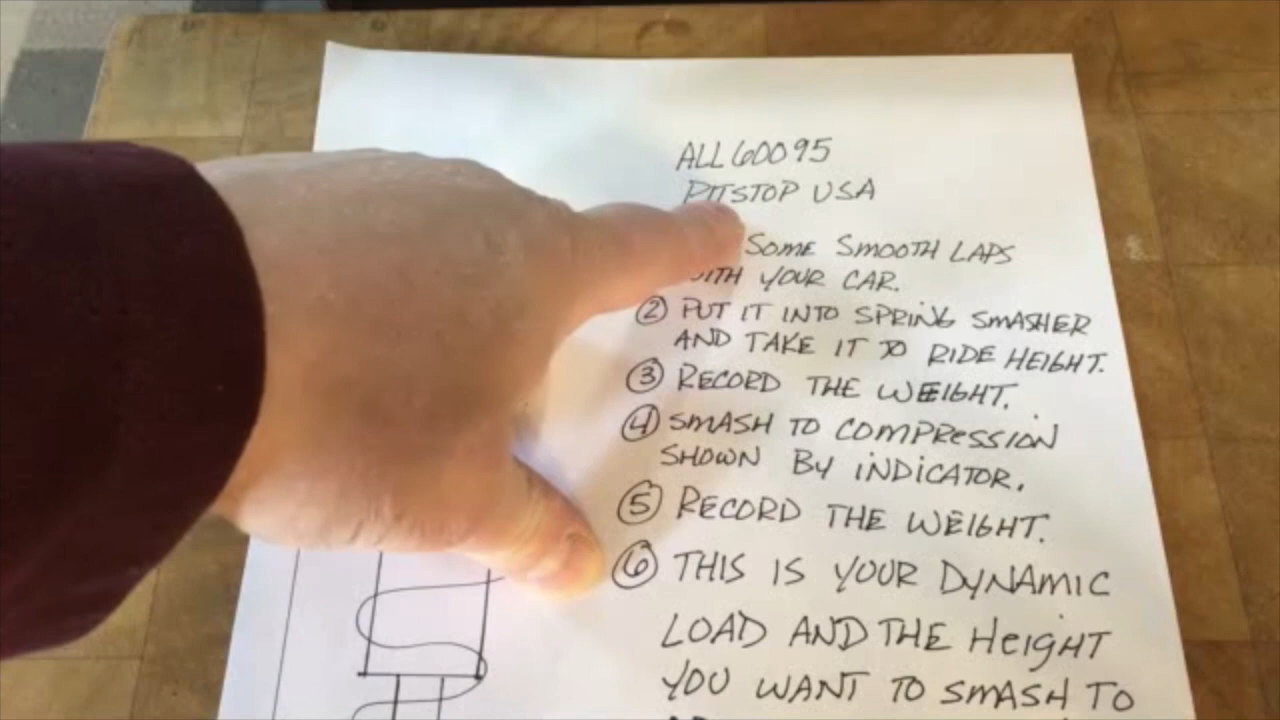 ALL60095
PITSTOP USA
SOME SMOOTH LAPS
WITH YOUR CAR.
② PUT IT INTO SPRING SMASHER
AND TAKE IT TO RIDE HEIGHT.
③ RECORD THE WEIGHT.
④ SMASH TO COMPRESSION
SHOWN BY INDICATOR.
⑤ RECORD THE WEIGHT.
⑥ THIS IS YOUR DYNAMIC
LOAD AND THE HEIGHT
YOU WANT TO SMASH TO